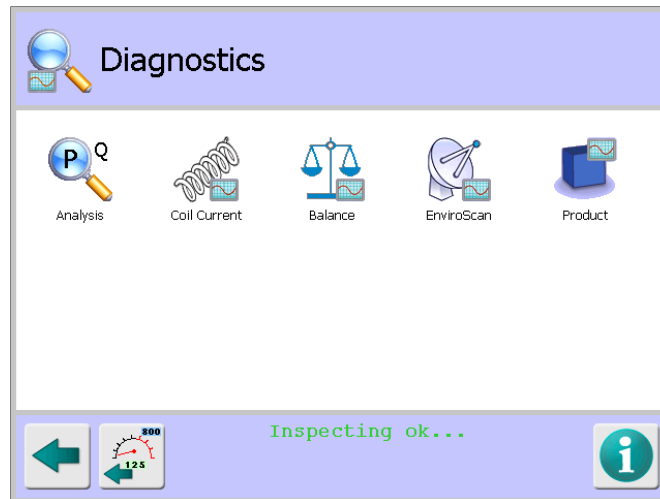 Diagnostics
P Q
Analysis
Coil Current
Balance
EnviroScan
Product
800
125
Inspecting ok...
i